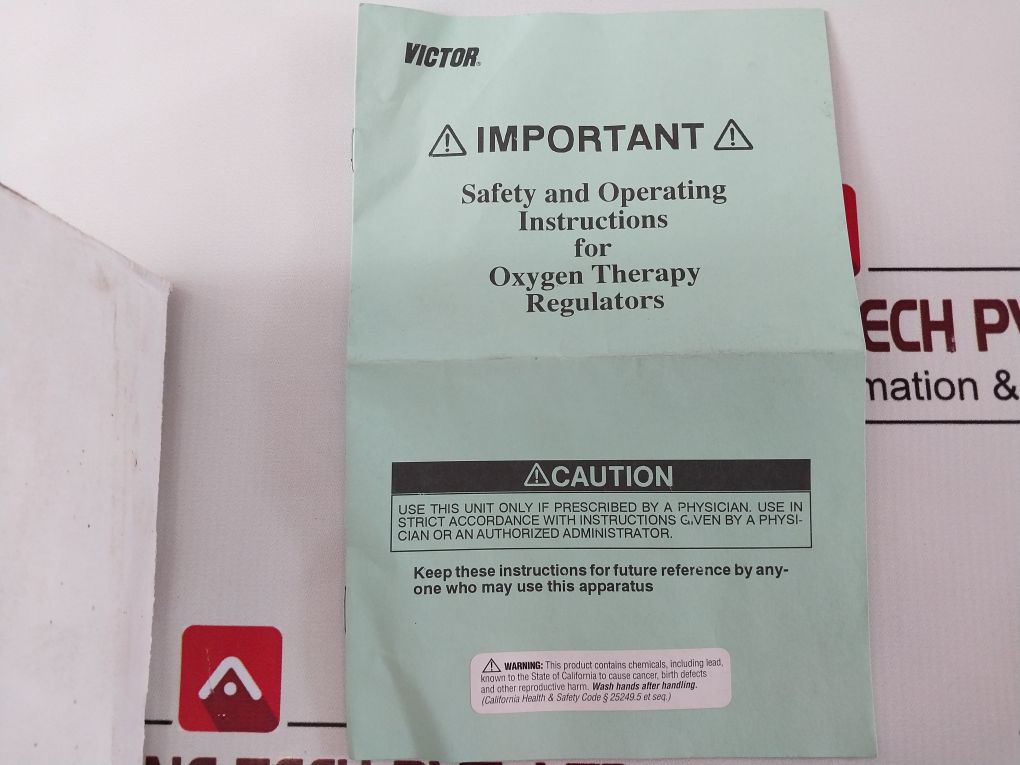 VICTOR®
⚠ IMPORTANT ⚠
Safety and Operating
Instructions
for
Oxygen Therapy
Regulators
⚠CAUTION
USE THIS UNIT ONLY IF PRESCRIBED BY A PHYSICIAN. USE IN
STRICT ACCORDANCE WITH INSTRUCTIONS GIVEN BY A PHYSI-
CIAN OR AN AUTHORIZED ADMINISTRATOR.
Keep these instructions for future reference by any-
one who may use this apparatus
⚠ WARNING: This product contains chemicals, including lead,
known to the State of California to cause cancer, birth defects
and other reproductive harm. Wash hands after handling.
(California Health & Safety Code § 25249.5 et seq.)
ECH PV
mation &